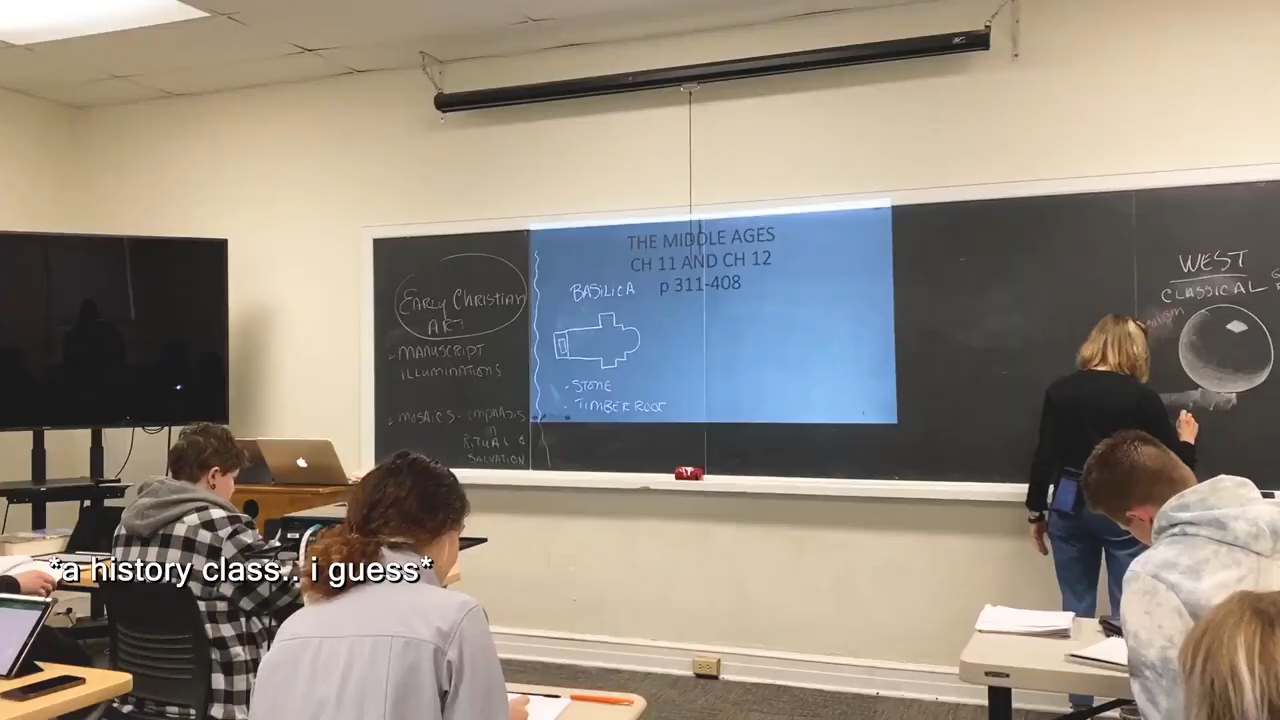 THE MIDDLE AGES
CH 11 AND CH 12
p 311-408
EARLY CHRISTIAN
ART
- MANUSCRIPT
ILLUMINATIONS
- MOSAICS - EMPHASIS
ON
RITUAL &
SALVATION
BASILICA
- STONE
- TIMBER ROOF
WEST
CLASSICAL
*a history class.. i guess*